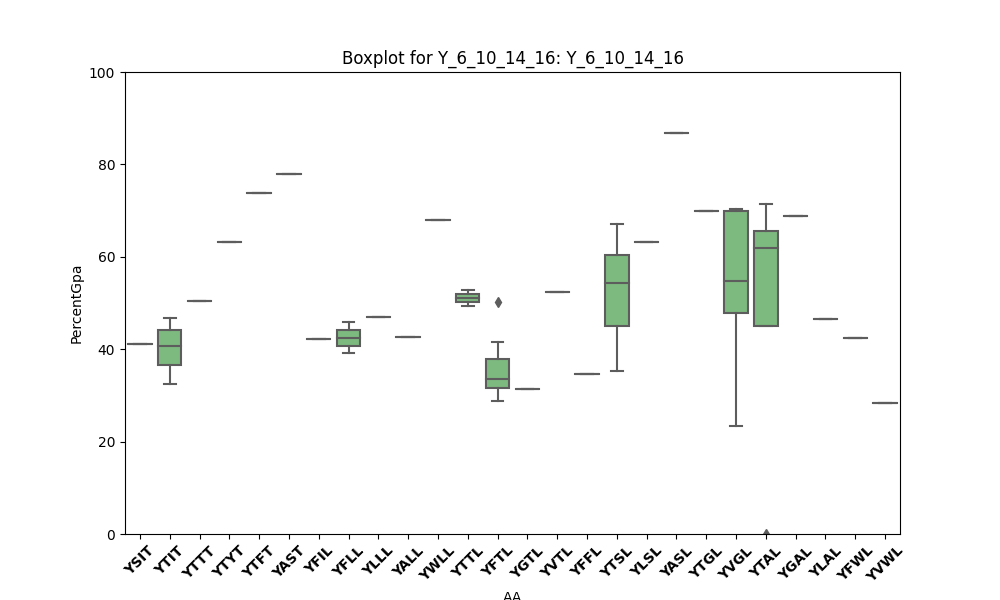 Boxplot for Y_6_10_14_16: Y_6_10_14_16
PercentGpa
100
80
60
40
20
0
YSIT YTIT YTTT YTYT YTFT YAST YFIL YFLL YLLL YALL YWLL YTTL YFTL YGTL YVTL YFFL YTSL YLSL YASL YTGL YVGL YTAL YGAL YLAL YFWL YVWL
AA